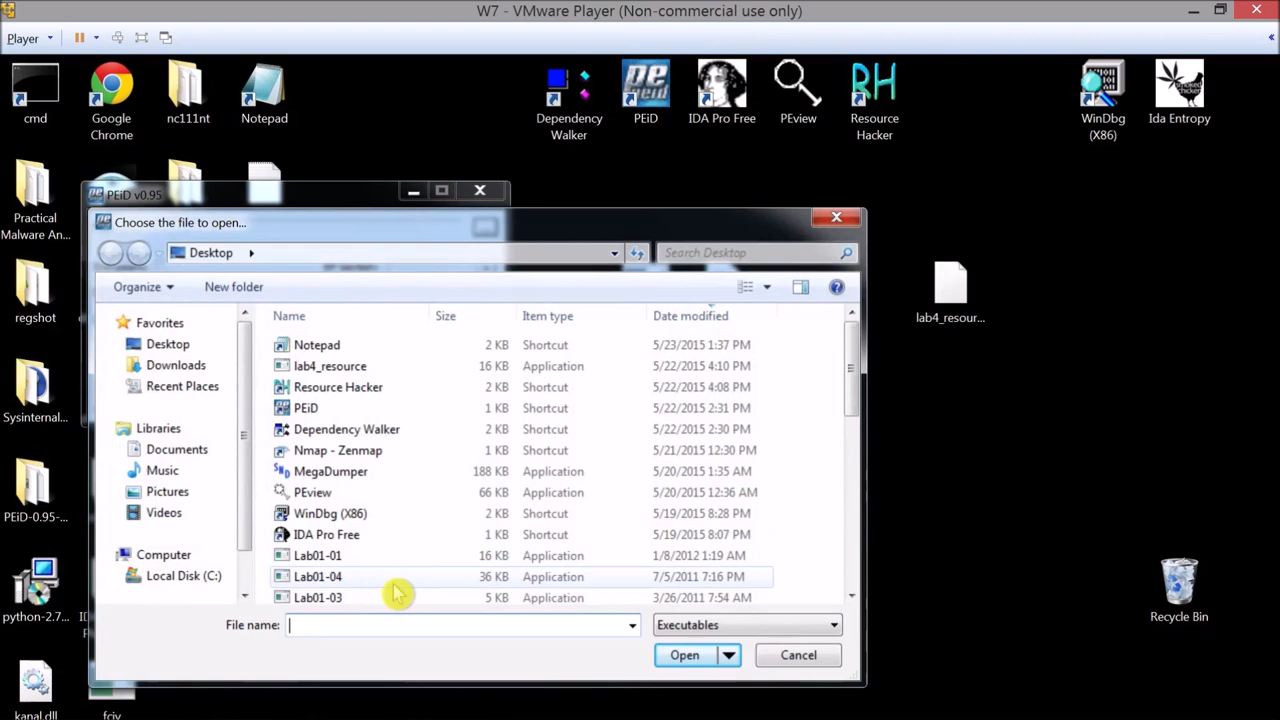 W7 - VMware Player (Non-commercial use only)
Player
cmd
Google
Chrome
nc111nt
Notepad
Dependency
Walker
PEiD
IDA Pro Free
PEview
Resource
Hacker
WinDbg
(X86)
Ida Entropy
Practical
Malware An...
regshot
Sysinternal...
PEiD-0.95-...
python-2.7...
kanal.dll
fciv
PEiD v0.95
Choose the file to open...
Desktop
Search Desktop
Organize
New folder
Favorites
Desktop
Downloads
Recent Places
Libraries
Documents
Music
Pictures
Videos
Computer
Local Disk (C:)
Name Size Item type Date modified
Notepad 2 KB Shortcut 5/23/2015 1:37 PM
lab4_resource 16 KB Application 5/22/2015 4:10 PM
Resource Hacker 2 KB Shortcut 5/22/2015 4:08 PM
PEiD 1 KB Shortcut 5/22/2015 2:31 PM
Dependency Walker 2 KB Shortcut 5/22/2015 2:30 PM
Nmap - Zenmap 1 KB Shortcut 5/21/2015 12:30 PM
MegaDumper 188 KB Application 5/20/2015 1:35 AM
PEview 66 KB Application 5/20/2015 12:36 AM
WinDbg (X86) 2 KB Shortcut 5/19/2015 8:28 PM
IDA Pro Free 1 KB Shortcut 5/19/2015 8:07 PM
Lab01-01 16 KB Application 1/8/2012 1:19 AM
Lab01-04 36 KB Application 7/5/2011 7:16 PM
Lab01-03 5 KB Application 3/26/2011 7:54 AM
File name:
Executables
Open
Cancel
lab4_resour...
Recycle Bin